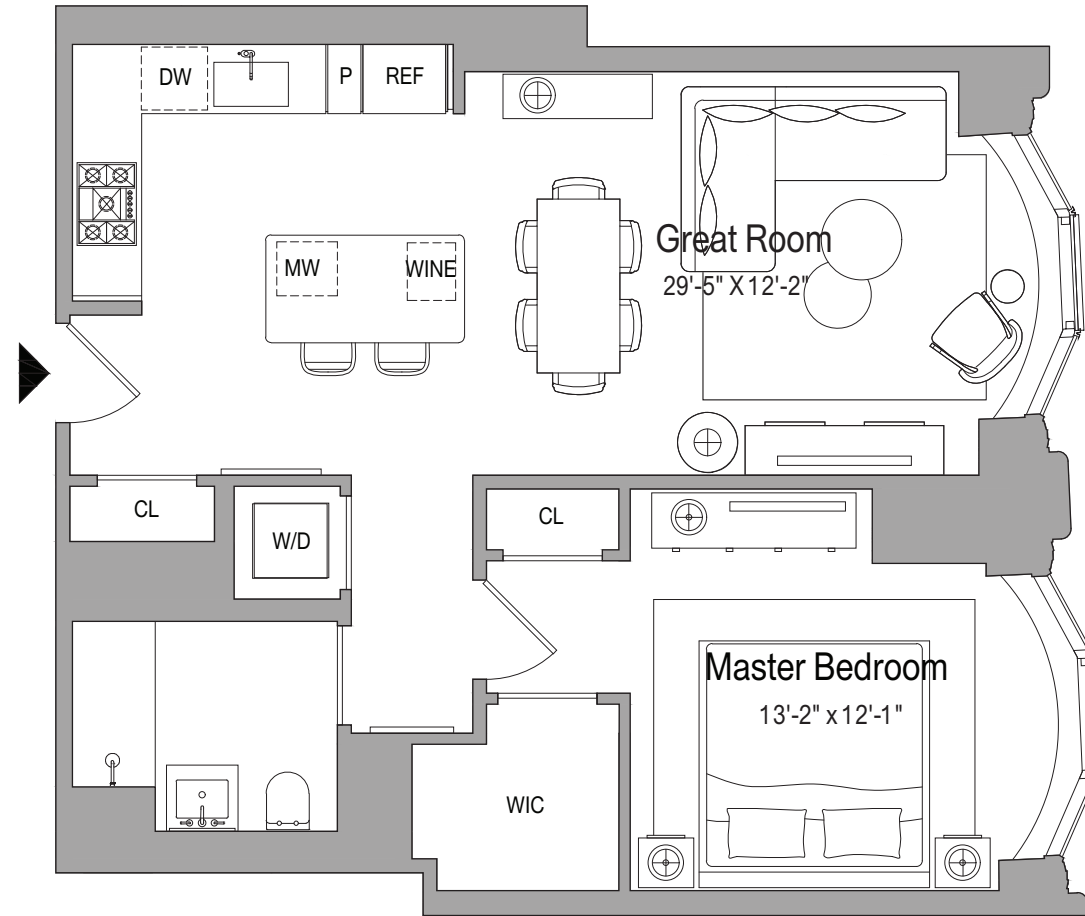 DW
P
REF
MW
WINE
Great Room
29'-5" X 12'-2"
CL
W/D
CL
Master Bedroom
13'-2" x 12'-1"
WIC